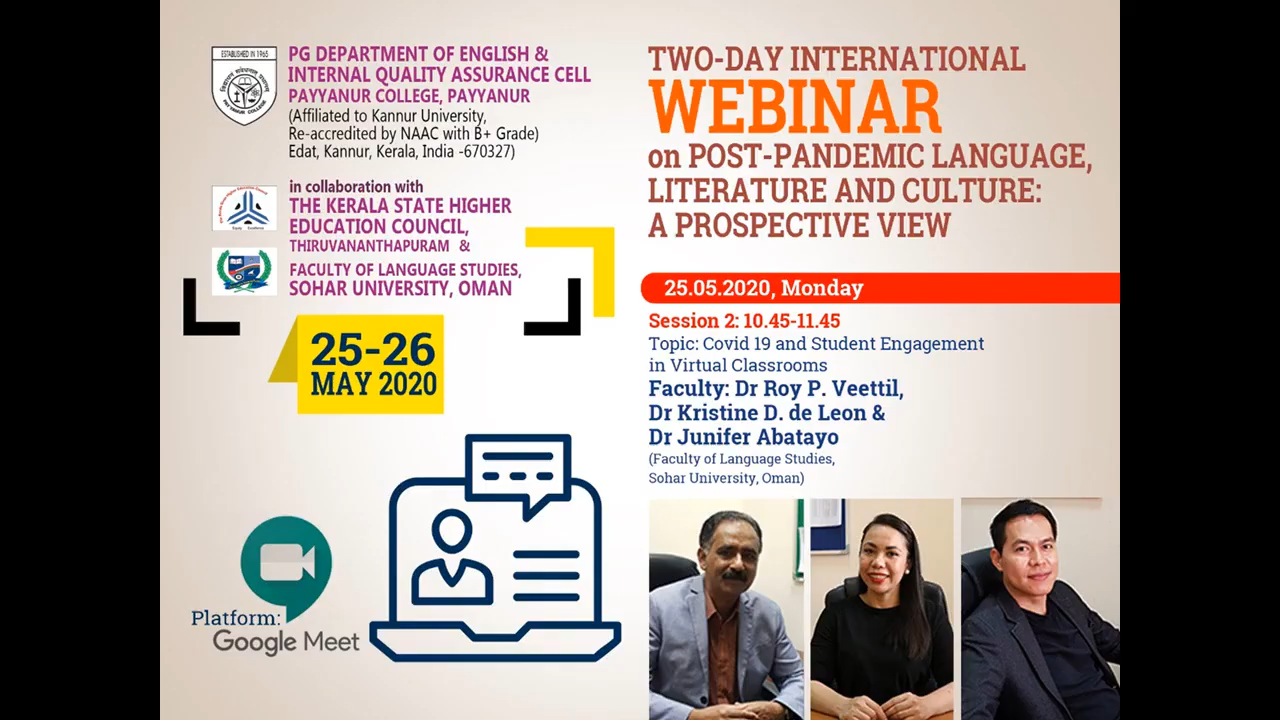 ESTABLISHED IN 1965
PAYYANUR COLLEGE
PG DEPARTMENT OF ENGLISH &
INTERNAL QUALITY ASSURANCE CELL
PAYYANUR COLLEGE, PAYYANUR
(Affiliated to Kannur University,
Re-accredited by NAAC with B+ Grade)
Edat, Kannur, Kerala, India -670327)
in collaboration with
THE KERALA STATE HIGHER
EDUCATION COUNCIL,
THIRUVANANTHAPURAM &
FACULTY OF LANGUAGE STUDIES,
SOHAR UNIVERSITY, OMAN
25-26
MAY 2020
Platform:
Google Meet
TWO-DAY INTERNATIONAL
WEBINAR
on POST-PANDEMIC LANGUAGE,
LITERATURE AND CULTURE:
A PROSPECTIVE VIEW
25.05.2020, Monday
Session 2: 10.45-11.45
Topic: Covid 19 and Student Engagement
in Virtual Classrooms
Faculty: Dr Roy P. Veettil,
Dr Kristine D. de Leon &
Dr Junifer Abatayo
(Faculty of Language Studies,
Sohar University, Oman)